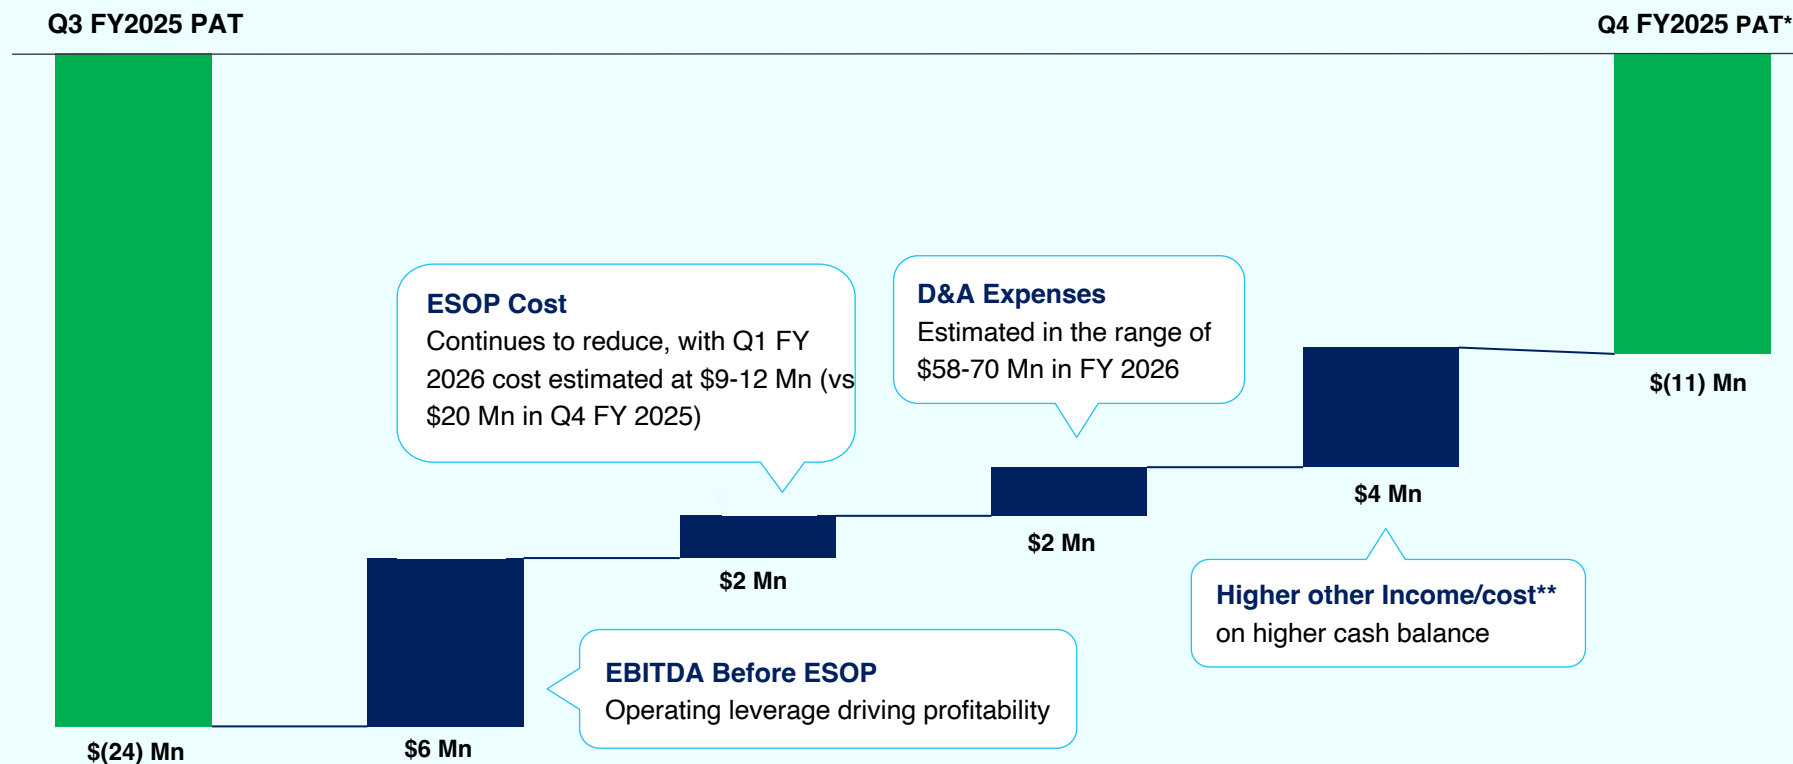 Q3 FY2025 PAT
Q4 FY2025 PAT*
ESOP Cost
Continues to reduce, with Q1 FY
2026 cost estimated at $9-12 Mn (vs
$20 Mn in Q4 FY 2025)
D&A Expenses
Estimated in the range of
$58-70 Mn in FY 2026
$(11) Mn
$4 Mn
$2 Mn
$2 Mn
Higher other Income/cost**
on higher cash balance
EBITDA Before ESOP
Operating leverage driving profitability
$(24) Mn
$6 Mn